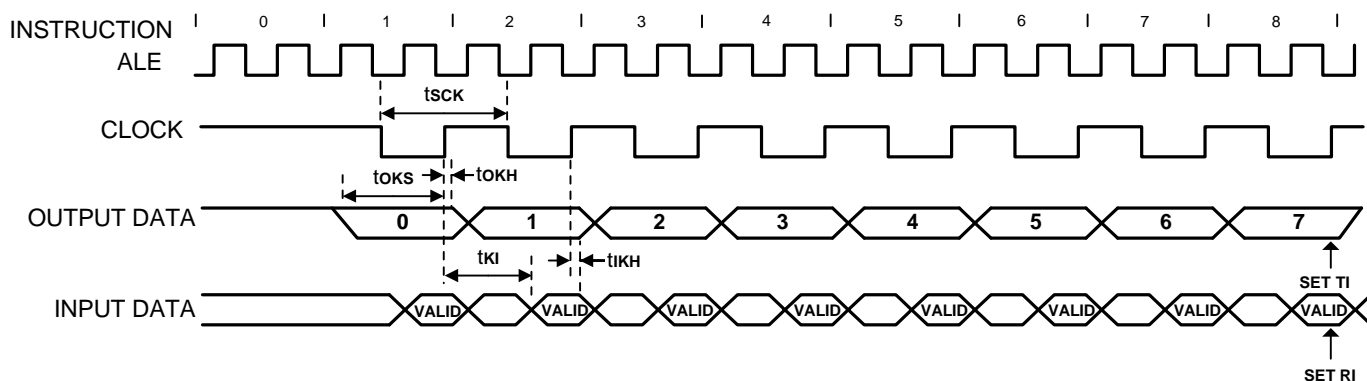 0 1 2 3 4 5 6 7 8
INSTRUCTION
ALE
tSCK
CLOCK
tOKS tOKH
OUTPUT DATA 0 1 2 3 4 5 6 7
tKI tIKH
SET TI
INPUT DATA VALID VALID VALID VALID VALID VALID VALID VALID
SET RI